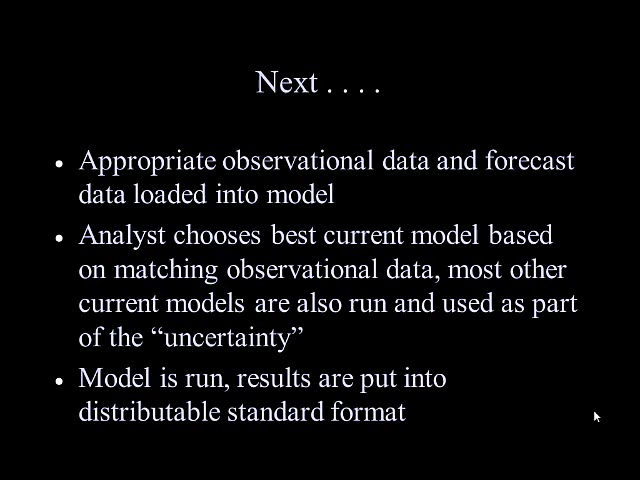 Next . . . .
• Appropriate observational data and forecast
data loaded into model
• Analyst chooses best current model based
on matching observational data, most other
current models are also run and used as part
of the “uncertainty”
• Model is run, results are put into
distributable standard format